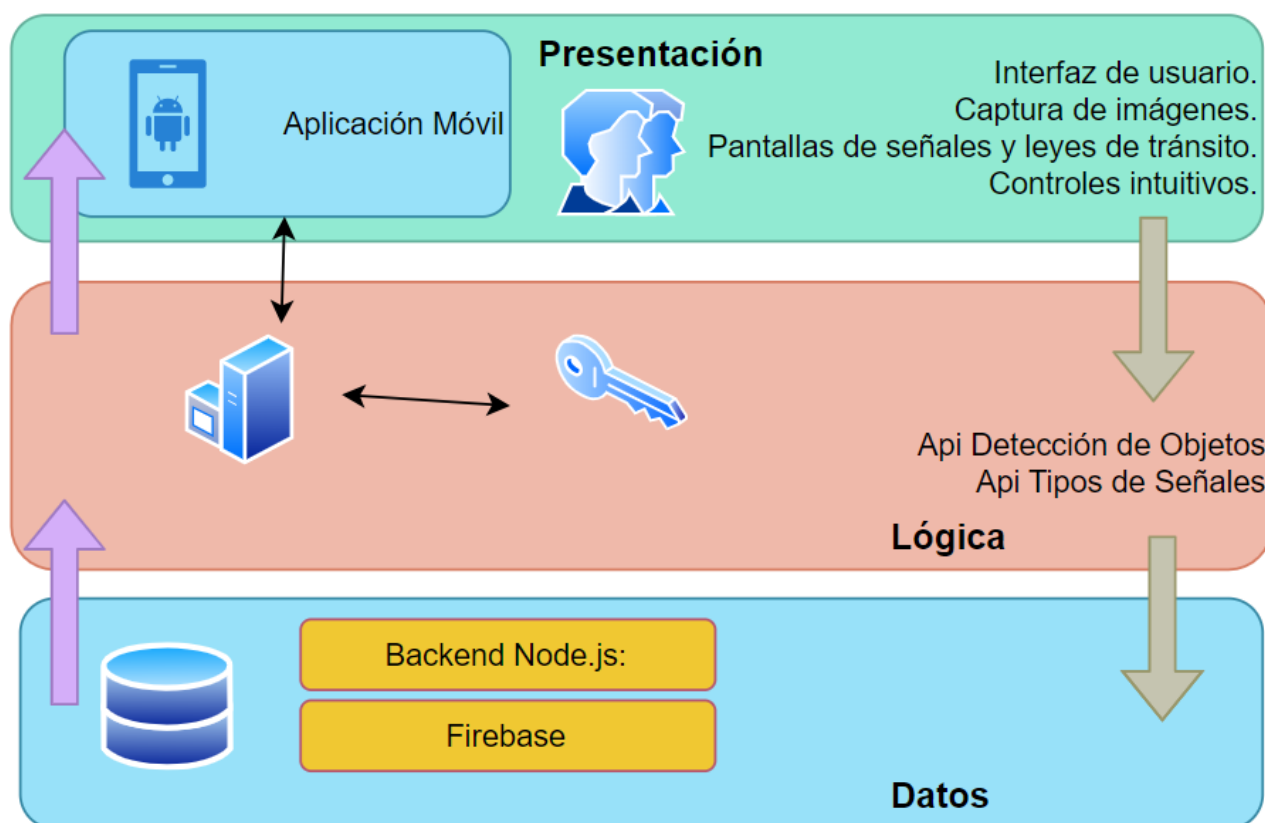 Presentación
Aplicación Móvil
Interfaz de usuario.
Captura de imágenes.
Pantallas de señales y leyes de tránsito.
Controles intuitivos.
Api Detección de Objetos
Api Tipos de Señales
Lógica
Backend Node.js:
Firebase
Datos